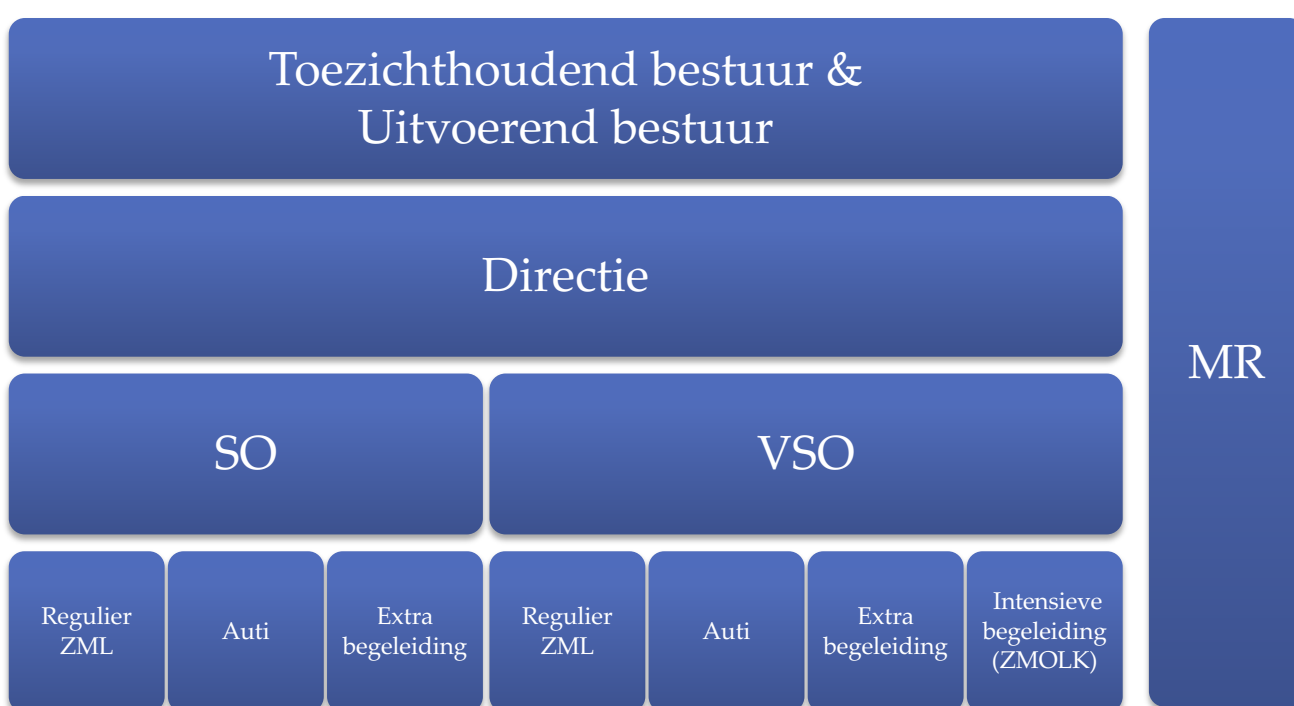 Toezichthoudend bestuur &
Uitvoerend bestuur
Directie
MR
SO
VSO
Regulier
ZML
Auti
Extra
begeleiding
Regulier
ZML
Auti
Extra
begeleiding
Intensieve
begeleiding
(ZMOLK)